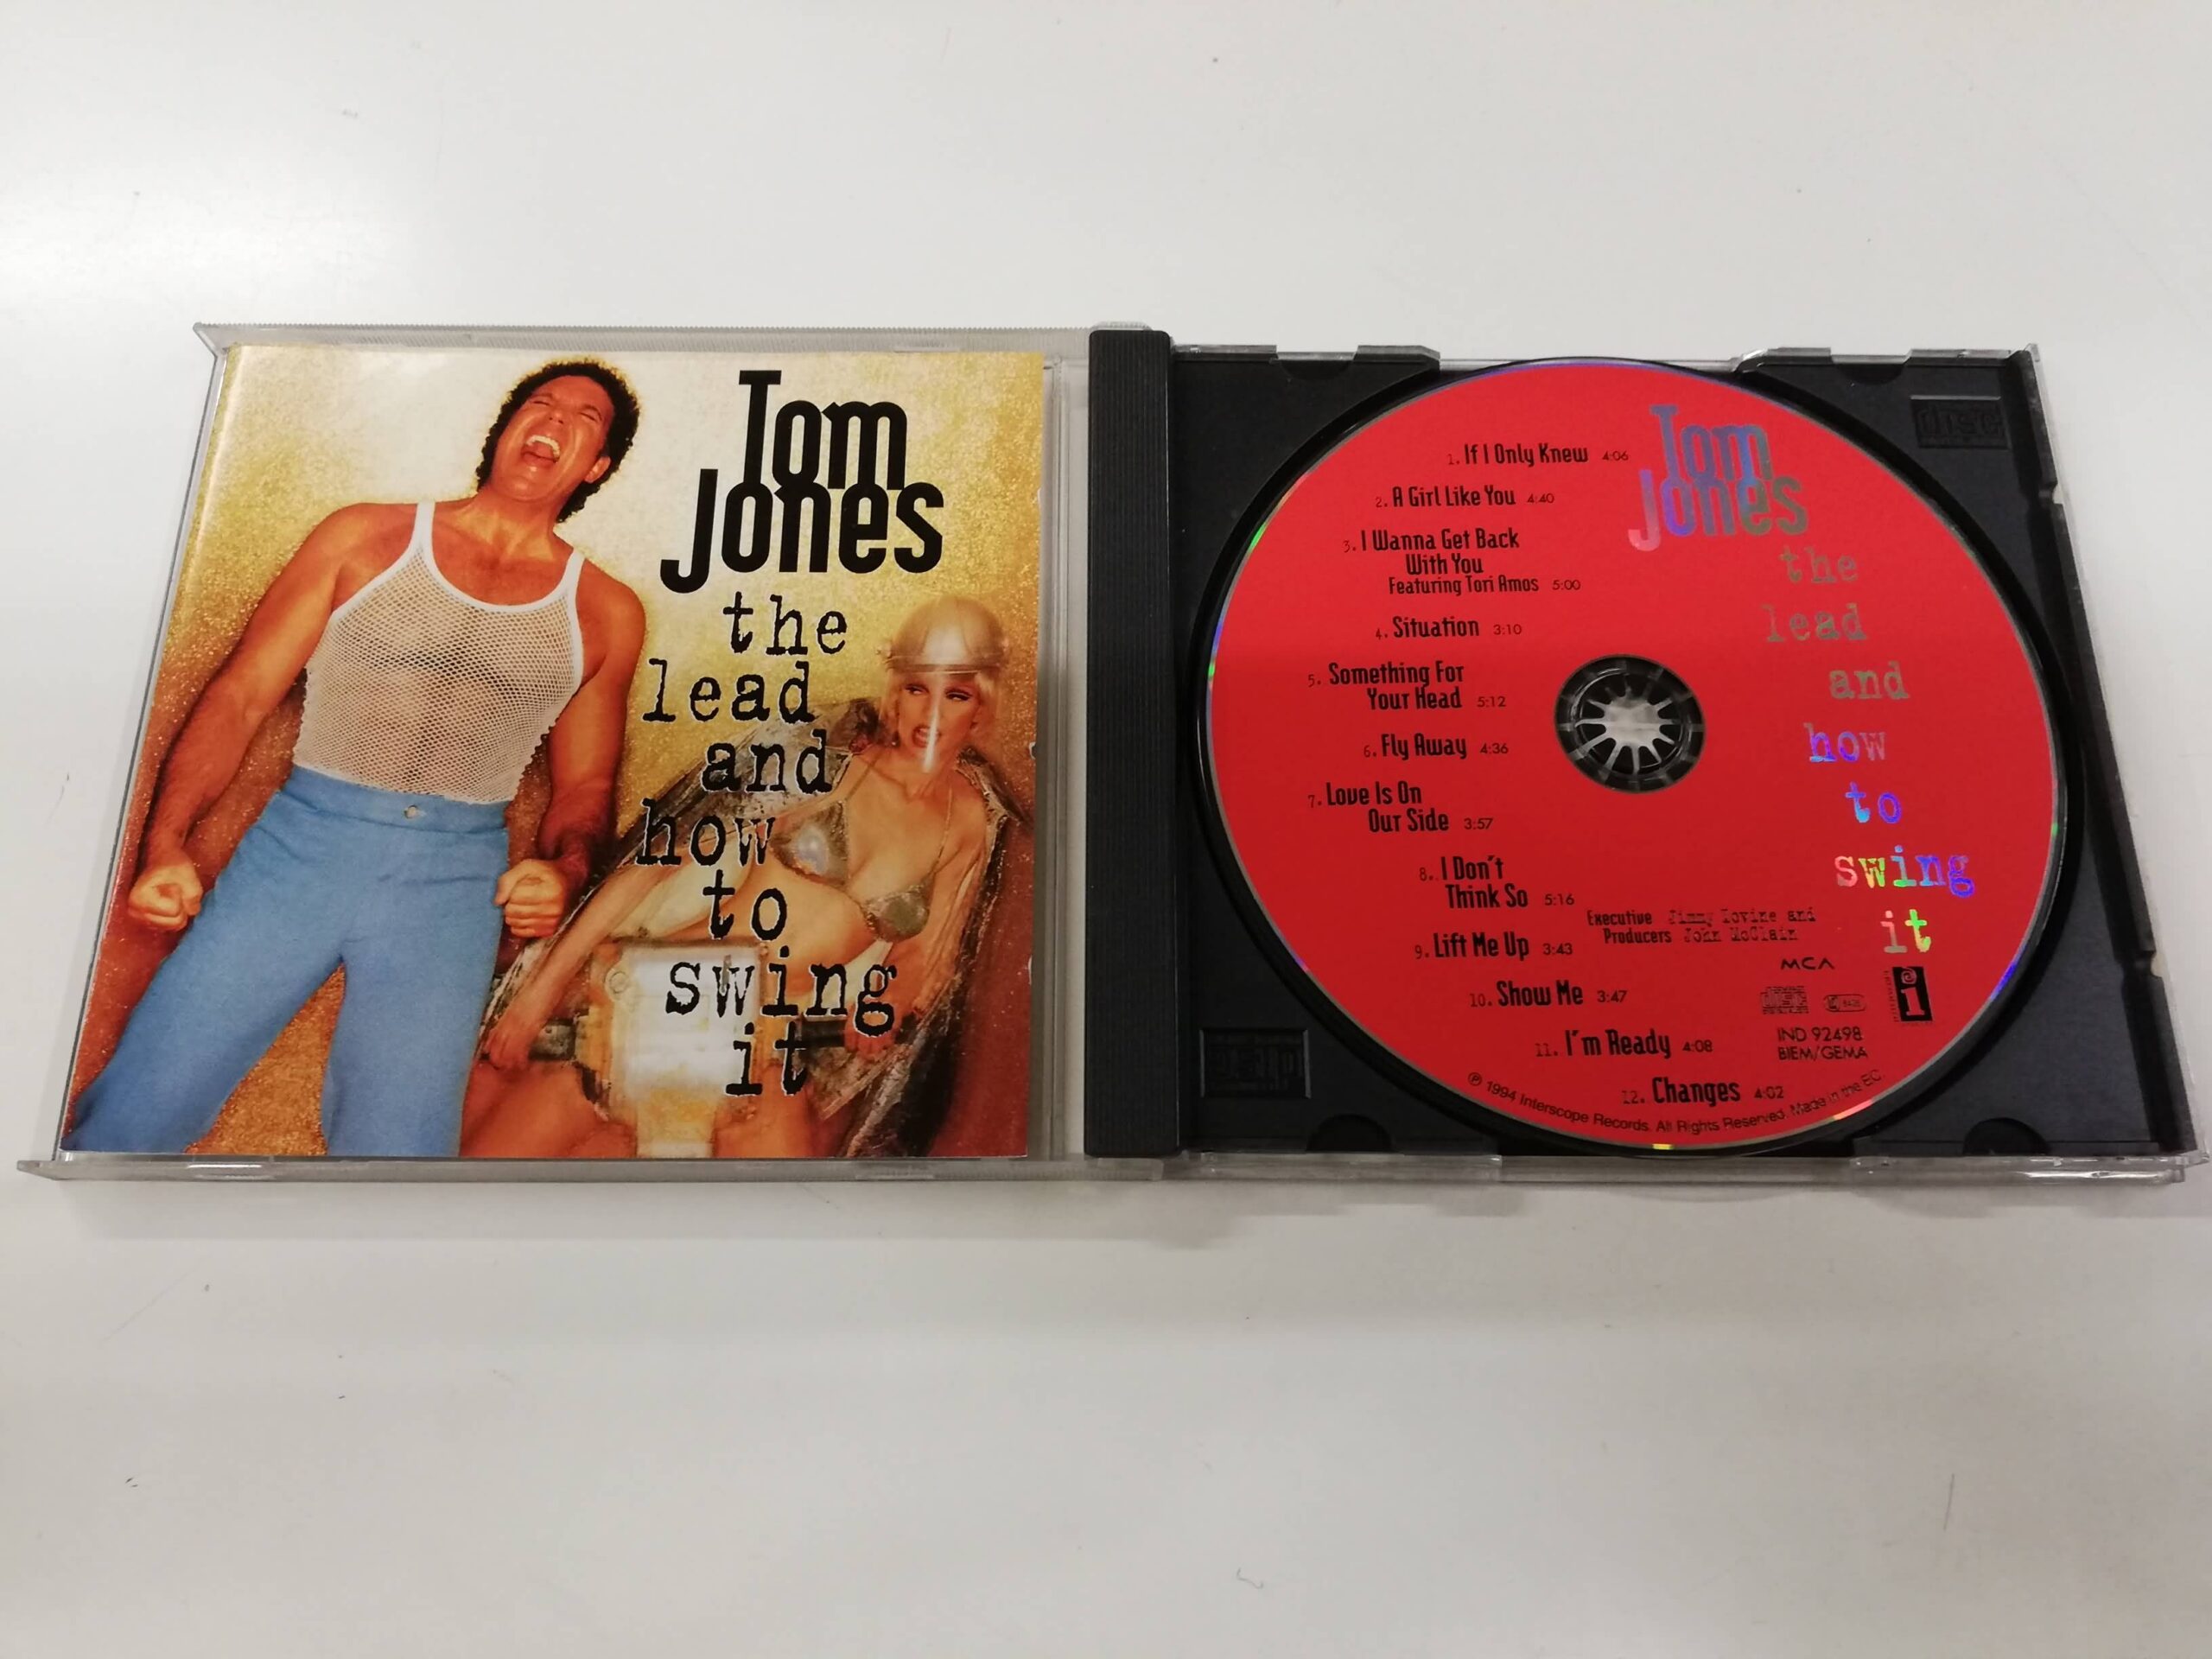 Tom
Jones
the
lead
and
how
to
swing
it
1. If I Only Knew 4:06
2. A Girl Like You 4:40
3. I Wanna Get Back
With You
Featuring Tori Amos 5:00
4. Situation 3:10
5. Something For
Your Head 5:12
6. Fly Away 4:36
7. Love Is On
Our Side 3:57
8. I Don't
Think So 5:16
9. Lift Me Up 3:43
10. Show Me 3:47
11. I'm Ready 4:08
12. Changes 4:02
Tom
Jones
the
lead
and
how
to
swing
it
Executive Jimmy Iovine and
Producers John McClain
MCA
IND 92498
BIEM/GEMA
℗ 1994 Interscope Records. All Rights Reserved. Made in the EC
disc